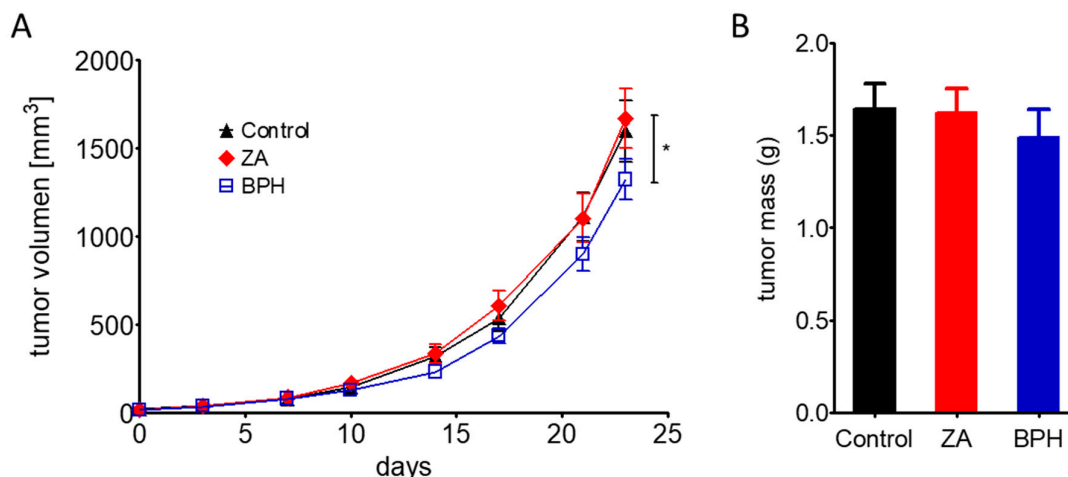 A
tumor volumen [mm³]
2000
1500
1000
500
0
0 5 10 15 20 25
days
Control
ZA
BPH
*
B
tumor mass (g)
2.0
1.5
1.0
0.5
0.0
Control ZA BPH